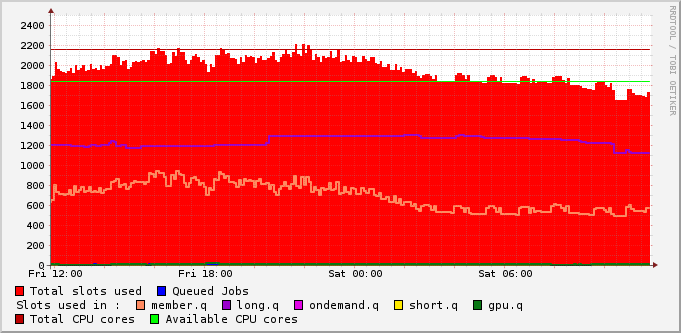 RRDTOOL / TOBI OETIKER
2400
2200
2000
1800
1600
1400
1200
1000
800
600
400
200
0
Fri 12:00 Fri 18:00 Sat 00:00 Sat 06:00
Total slots used Queued Jobs
Slots used in : member.q long.q ondemand.q short.q gpu.q
Total CPU cores Available CPU cores